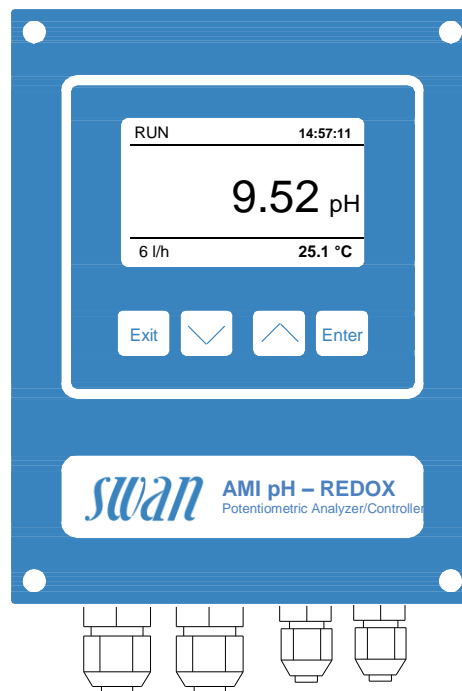 RUN 14:57:11
9.52 pH
6 l/h 25.1 °C
Exit Enter
swan AMI pH – REDOX
Potentiometric Analyzer/Controller